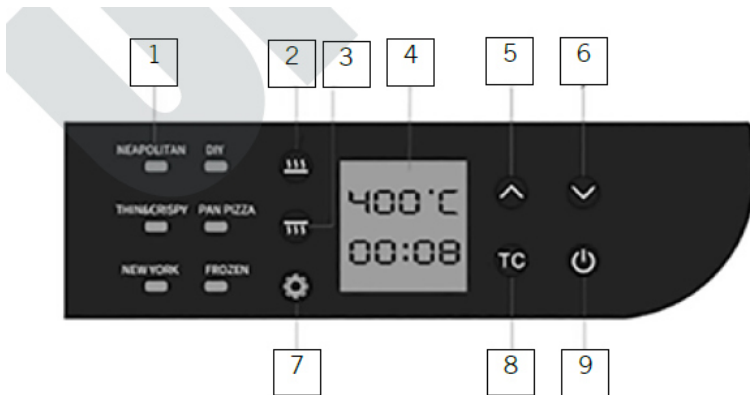 1 2 3 4 5 6
NEAPOLITAN DIY
THIN&CRISPY PAN PIZZA
NEW YORK FROZEN
400°C
00:08
TC
7 8 9